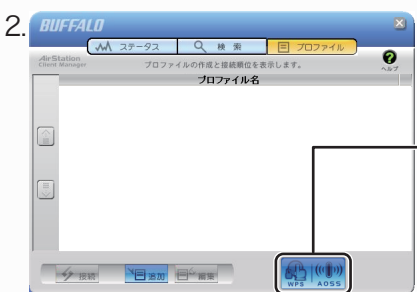 2.
BUFFALO
ステータス 検索 プロファイル
AirStation
Client Manager
プロファイルの作成と接続順位を表示します。
ヘルプ
プロファイル名
接続 追加 編集
WPS AOSS